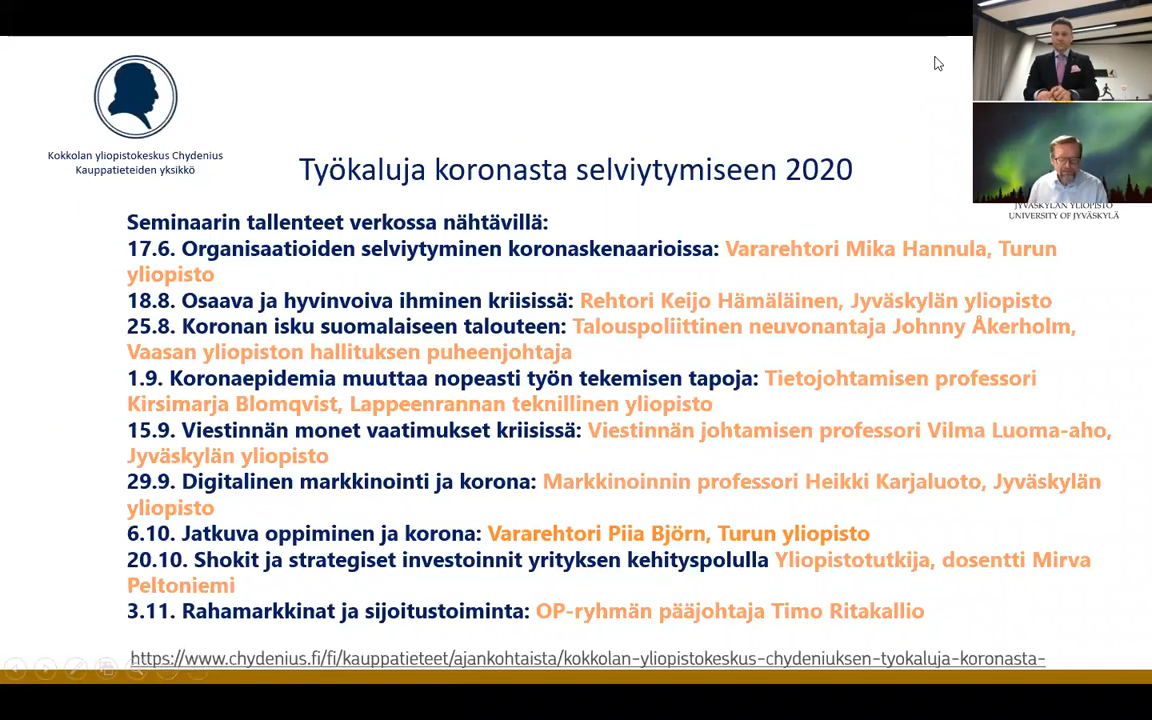 Kokkolan yliopistokeskus Chydenius
Kauppatieteiden yksikkö
Työkaluja koronasta selviytymiseen 2020
JYVÄSKYLÄN YLIOPISTO
UNIVERSITY OF JYVÄSKYLÄ
Seminaarin tallenteet verkossa nähtävillä:
17.6. Organisaatioiden selviytyminen koronaskenaarioissa: Vararehtori Mika Hannula, Turun
yliopisto
18.8. Osaava ja hyvinvoiva ihminen kriisissä: Rehtori Keijo Hämäläinen, Jyväskylän yliopisto
25.8. Koronan isku suomalaiseen talouteen: Talouspoliittinen neuvonantaja Johnny Åkerholm,
Vaasan yliopiston hallituksen puheenjohtaja
1.9. Koronaepidemia muuttaa nopeasti työn tekemisen tapoja: Tietojohtamisen professori
Kirsimarja Blomqvist, Lappeenrannan teknillinen yliopisto
15.9. Viestinnän monet vaatimukset kriisissä: Viestinnän johtamisen professori Vilma Luoma-aho,
Jyväskylän yliopisto
29.9. Digitalinen markkinointi ja korona: Markkinoinnin professori Heikki Karjaluoto, Jyväskylän
yliopisto
6.10. Jatkuva oppiminen ja korona: Vararehtori Piia Björn, Turun yliopisto
20.10. Shokit ja strategiset investoinnit yrityksen kehityspolulla Yliopistotutkija, dosentti Mirva
Peltoniemi
3.11. Rahamarkkinat ja sijoitustoiminta: OP-ryhmän pääjohtaja Timo Ritakallio
https://www.chydenius.fi/fi/kauppatieteet/ajankohtaista/kokkolan-yliopistokeskus-chydeniuksen-tyokaluja-koronasta-